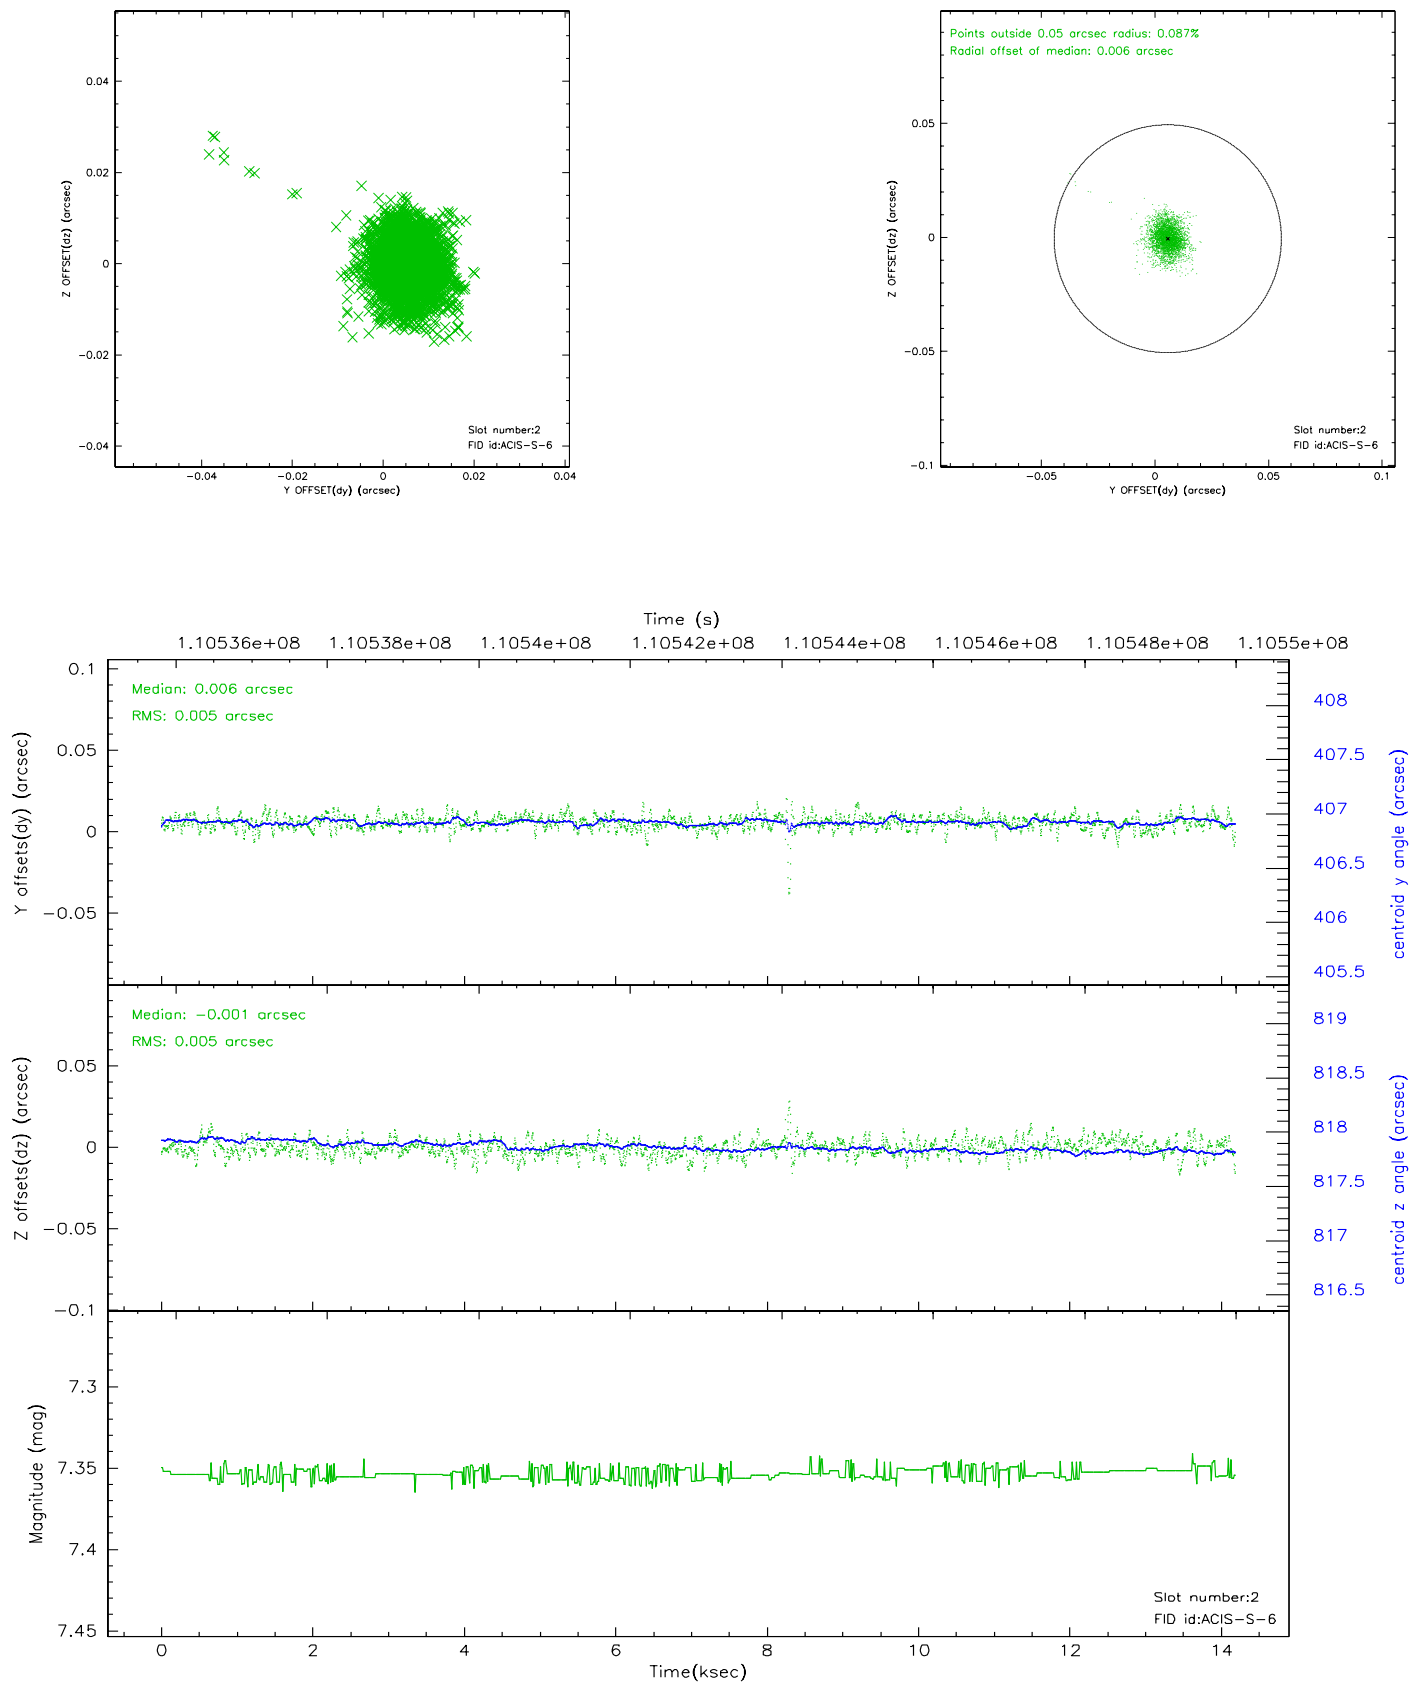 0.04
0.02
0
-0.02
-0.04
Z OFFSET(dz) (arcsec)
Slot number:2
FID id:ACIS-S-6
-0.04 -0.02 0 0.02 0.04
Y OFFSET(dy) (arcsec)
Points outside 0.05 arcsec radius: 0.087%
Radial offset of median: 0.006 arcsec
0.05
0
-0.05
-0.1
Z OFFSET(dz) (arcsec)
Slot number:2
FID id:ACIS-S-6
-0.05 0 0.05 0.1
Y OFFSET(dy) (arcsec)
Time (s)
1.10536e+08 1.10538e+08 1.1054e+08 1.10542e+08 1.10544e+08 1.10546e+08 1.10548e+08 1.1055e+08
Median: 0.006 arcsec
RMS: 0.005 arcsec
0.1
0.05
0
-0.05
Y offsets(dy) (arcsec)
408
407.5
407
406.5
406
405.5
centroid y angle (arcsec)
Median: -0.001 arcsec
RMS: 0.005 arcsec
0.05
0
-0.05
-0.1
Z offsets(dz) (arcsec)
819
818.5
818
817.5
817
816.5
centroid z angle (arcsec)
7.3
7.35
7.4
7.45
Magnitude (mag)
Slot number:2
FID id:ACIS-S-6
0 2 4 6 8 10 12 14
Time(ksec)